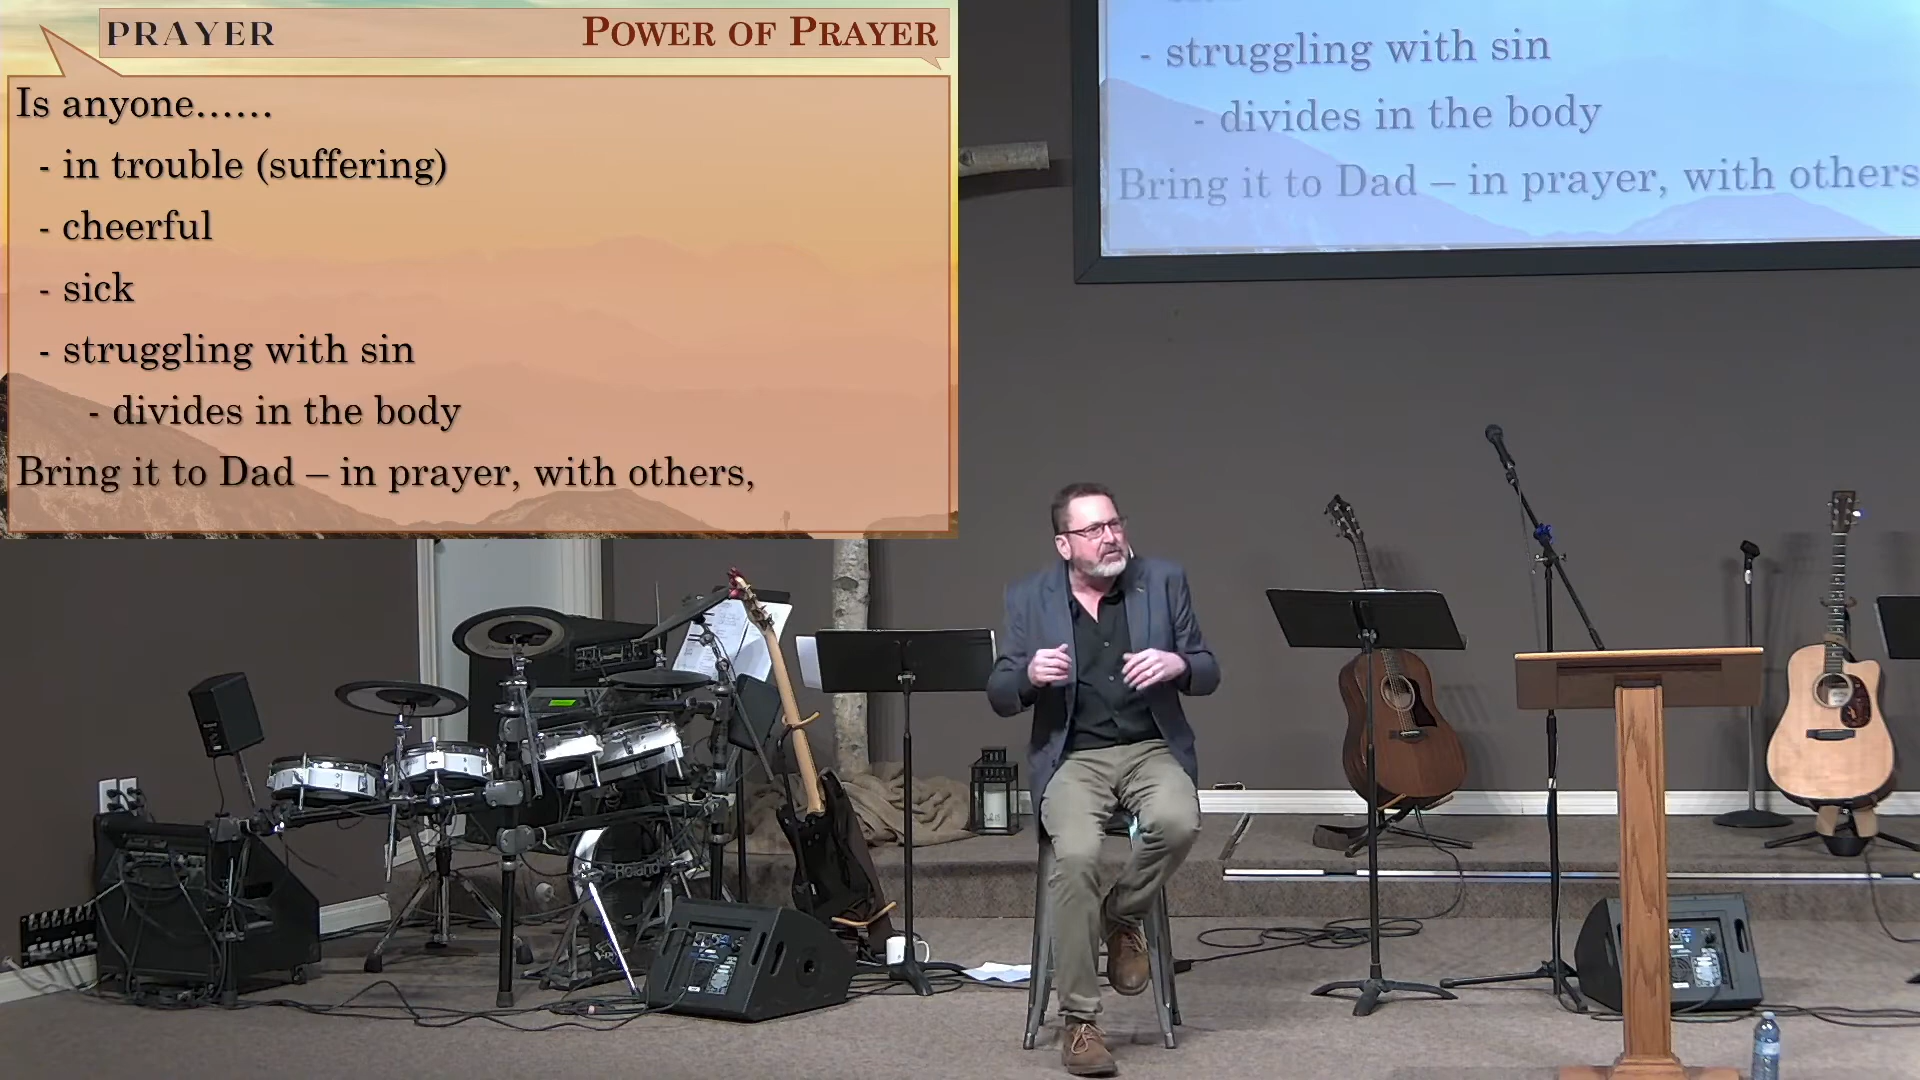 PRAYER
POWER OF PRAYER
Is anyone......
- in trouble (suffering)
- cheerful
- sick
- struggling with sin
- divides in the body
Bring it to Dad – in prayer, with others,
- struggling with sin
- divides in the body
Bring it to Dad – in prayer, with others
Roland